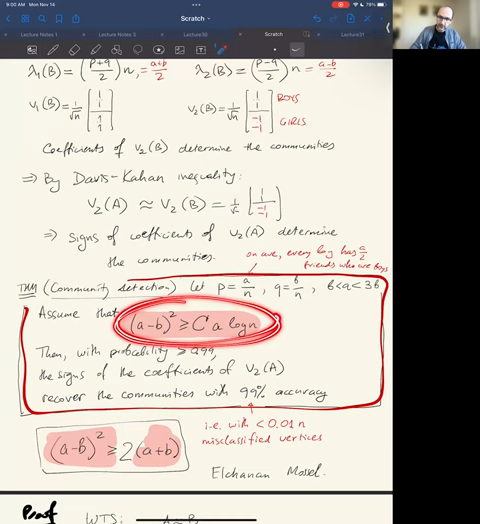 9:00 AM Mon Nov 14
79%
Scratch
Lecture Notes 1
Lecture Notes 3
Lecture30
Scratch
Lecture31
λ₁(B) = ((p+q)/2) n, = (a+b)/2
λ₂(B) = ((p-q)/2) n = (a-b)/2
V₁(B) = 1/√n [1 1 1 1]
V₂(B) = 1/√n [1 1 -1 -1] BOYS GIRLS
Coefficients of V₂(B) determine the communities
⇒ By Davis-Kahan inequality:
V₂(A) ≈ V₂(B) = 1/√n [1 1 -1 -1]
⇒ Signs of coefficients of V₂(A) determine
the communities.
on ave, every boy has a/2
friends who are boys
THM (Community detection) Let p = a/n, q = b/n, b<a<3b
Assume that (a-b)² ≥ C a logn
Then, with probability ≥ 0.99,
the signs of the coefficients of V₂(A)
recover the communities with 99% accuracy
i.e. with < 0.01 n
misclassified vertices
(a-b)² ≥ 2(a+b)
Elchanan Mossel.
Proof WTS: A ≈ B